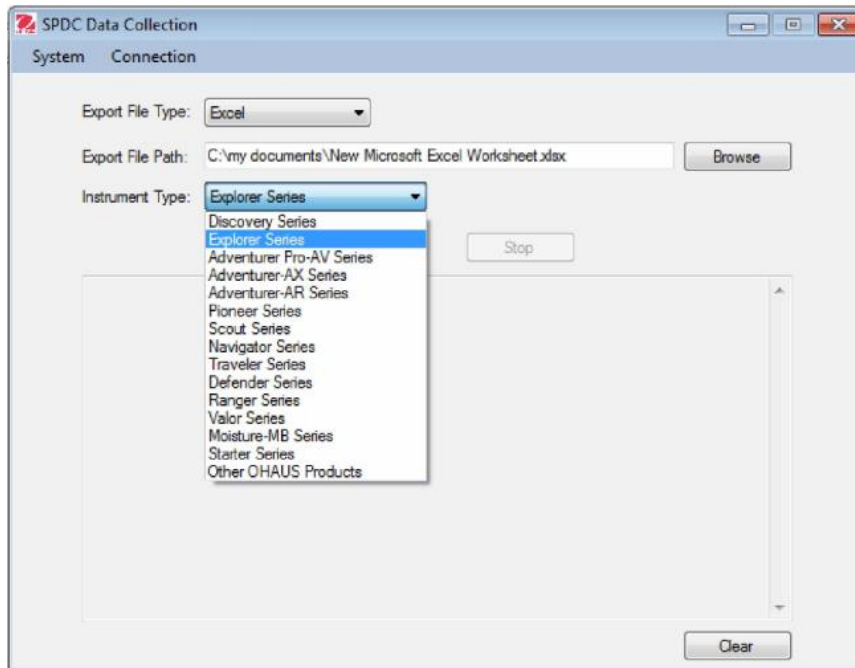 SPDC Data Collection
System Connection
Export File Type: Excel
Export File Path: C:\my documents\New Microsoft Excel Worksheet.xlsx Browse
Instrument Type: Explorer Series
Discovery Series
Explorer Series
Stop
Adventurer Pro-AV Series
Adventurer-AX Series
Adventurer-AR Series
Pioneer Series
Scout Series
Navigator Series
Traveler Series
Defender Series
Ranger Series
Valor Series
Moisture-MB Series
Starter Series
Other OHAUS Products
Clear